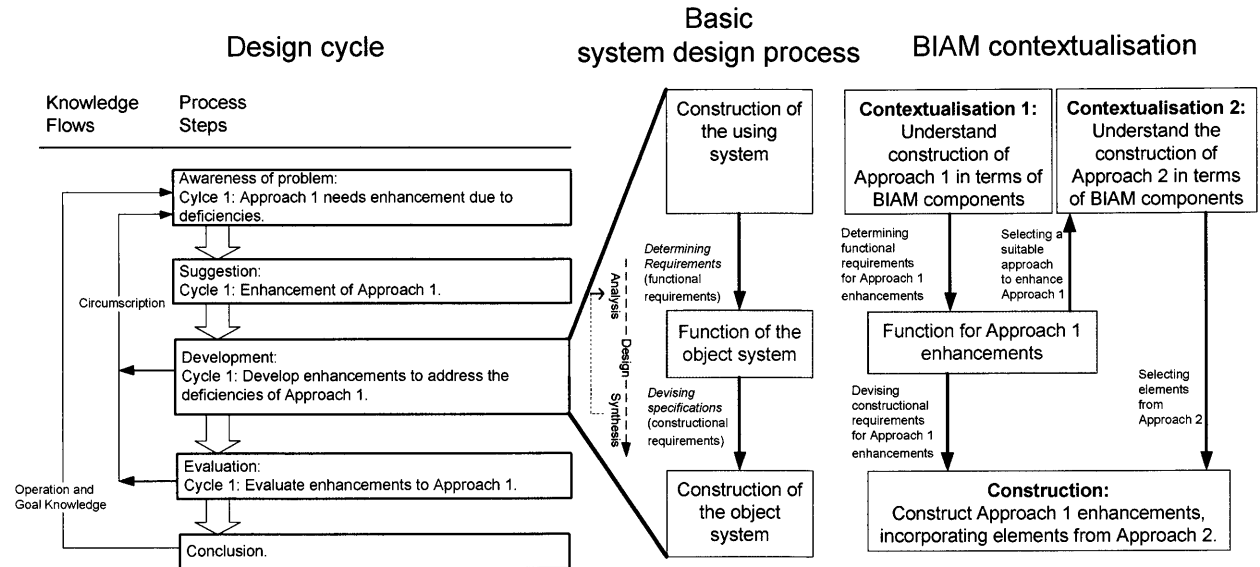 Design cycle
Knowledge
Flows
Process
Steps
Awareness of problem:
Cylce 1: Approach 1 needs enhancement due to
deficiencies.
Suggestion:
Cycle 1: Enhancement of Approach 1.
Circumscription
Development:
Cycle 1: Develop enhancements to address the
deficiencies of Approach 1.
Evaluation:
Cycle 1: Evaluate enhancements to Approach 1.
Operation and
Goal Knowledge
Conclusion.
Basic
system design process
Construction of
the using
system
Determining
Requirements
(functional
requirements)
Analysis
Design
Synthesis
Function of the
object system
Devising
specifications
(constructional
requirements)
Construction of
the object
system
BIAM contextualisation
Contextualisation 1:
Understand
construction of
Approach 1 in terms of
BIAM components
Contextualisation 2:
Understand the
construction of
Approach 2 in terms
of BIAM components
Determining
functional
requirements
for Approach 1
enhancements
Selecting a
suitable
approach
to enhance
Approach 1
Function for Approach 1
enhancements
Devising
constructional
requirements
for Approach 1
enhancements
Selecting
elements
from
Approach 2
Construction:
Construct Approach 1 enhancements,
incorporating elements from Approach 2.